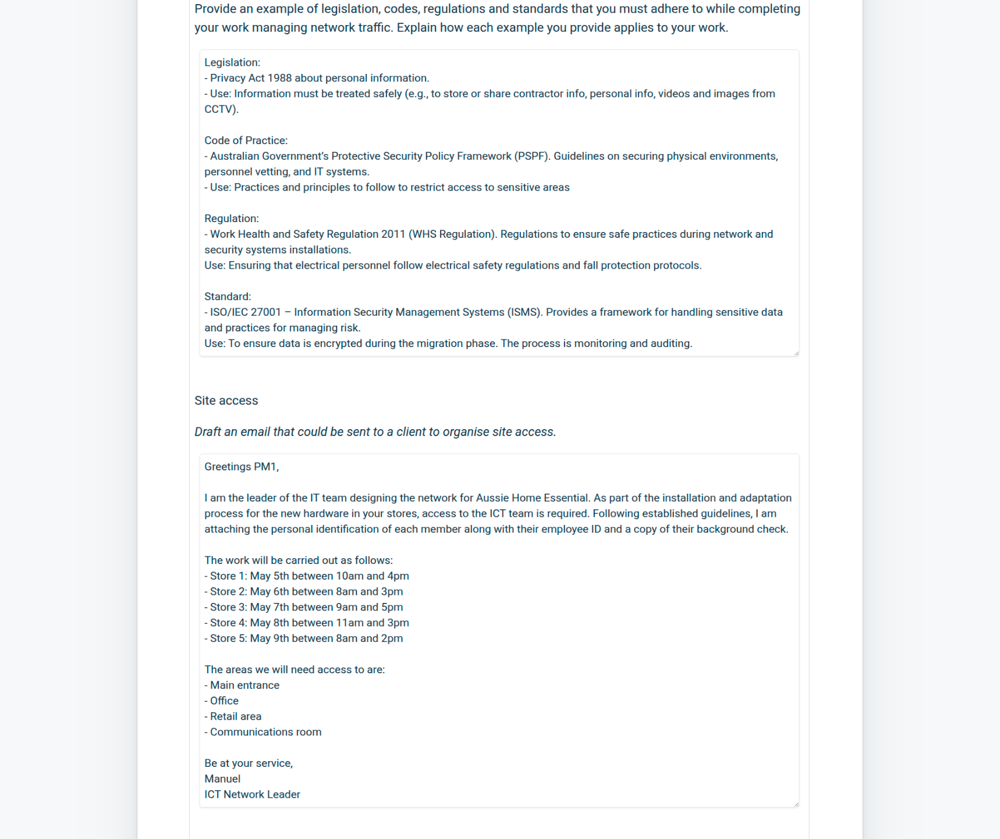 Provide an example of legislation, codes, regulations and standards that you must adhere to while completing
your work managing network traffic. Explain how each example you provide applies to your work.
Legislation:
- Privacy Act 1988 about personal information.
- Use: Information must be treated safely (e.g., to store or share contractor info, personal info, videos and images from
CCTV).
Code of Practice:
- Australian Government’s Protective Security Policy Framework (PSPF). Guidelines on securing physical environments,
personnel vetting, and IT systems.
- Use: Practices and principles to follow to restrict access to sensitive areas
Regulation:
- Work Health and Safety Regulation 2011 (WHS Regulation). Regulations to ensure safe practices during network and
security systems installations.
Use: Ensuring that electrical personnel follow electrical safety regulations and fall protection protocols.
Standard:
- ISO/IEC 27001 – Information Security Management Systems (ISMS). Provides a framework for handling sensitive data
and practices for managing risk.
Use: To ensure data is encrypted during the migration phase. The process is monitoring and auditing.
Site access
Draft an email that could be sent to a client to organise site access.
Greetings PM1,
I am the leader of the IT team designing the network for Aussie Home Essential. As part of the installation and adaptation
process for the new hardware in your stores, access to the ICT team is required. Following established guidelines, I am
attaching the personal identification of each member along with their employee ID and a copy of their background check.
The work will be carried out as follows:
- Store 1: May 5th between 10am and 4pm
- Store 2: May 6th between 8am and 3pm
- Store 3: May 7th between 9am and 5pm
- Store 4: May 8th between 11am and 3pm
- Store 5: May 9th between 8am and 2pm
The areas we will need access to are:
- Main entrance
- Office
- Retail area
- Communications room
Be at your service,
Manuel
ICT Network Leader